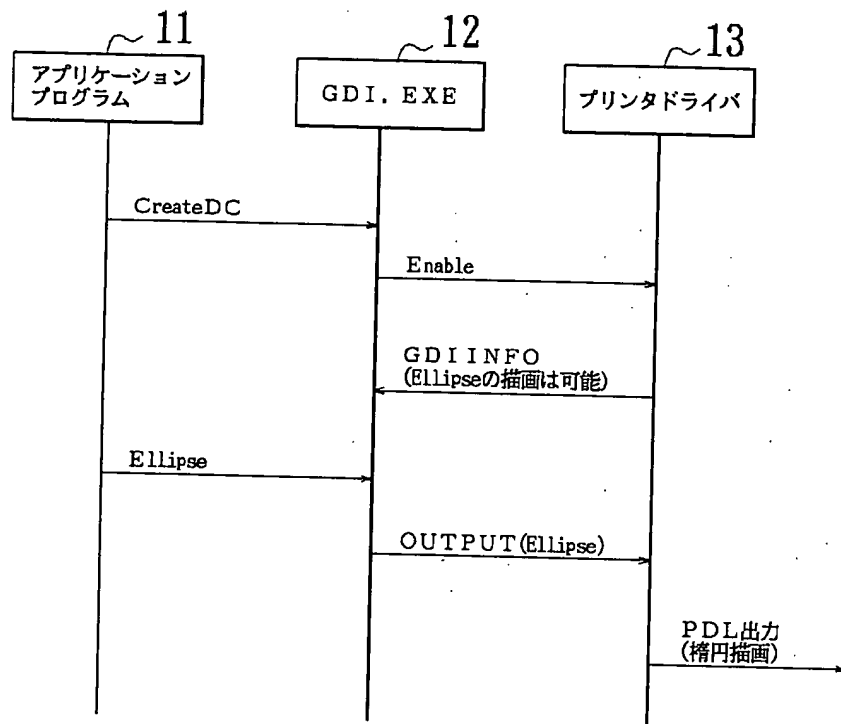 11
12
13
アプリケーション
プログラム
GDI.EXE
プリンタドライバ
CreateDC
Enable
GDIINFO
(Ellipseの描画は可能)
Ellipse
OUTPUT(Ellipse)
PDL出力
(楕円描画)